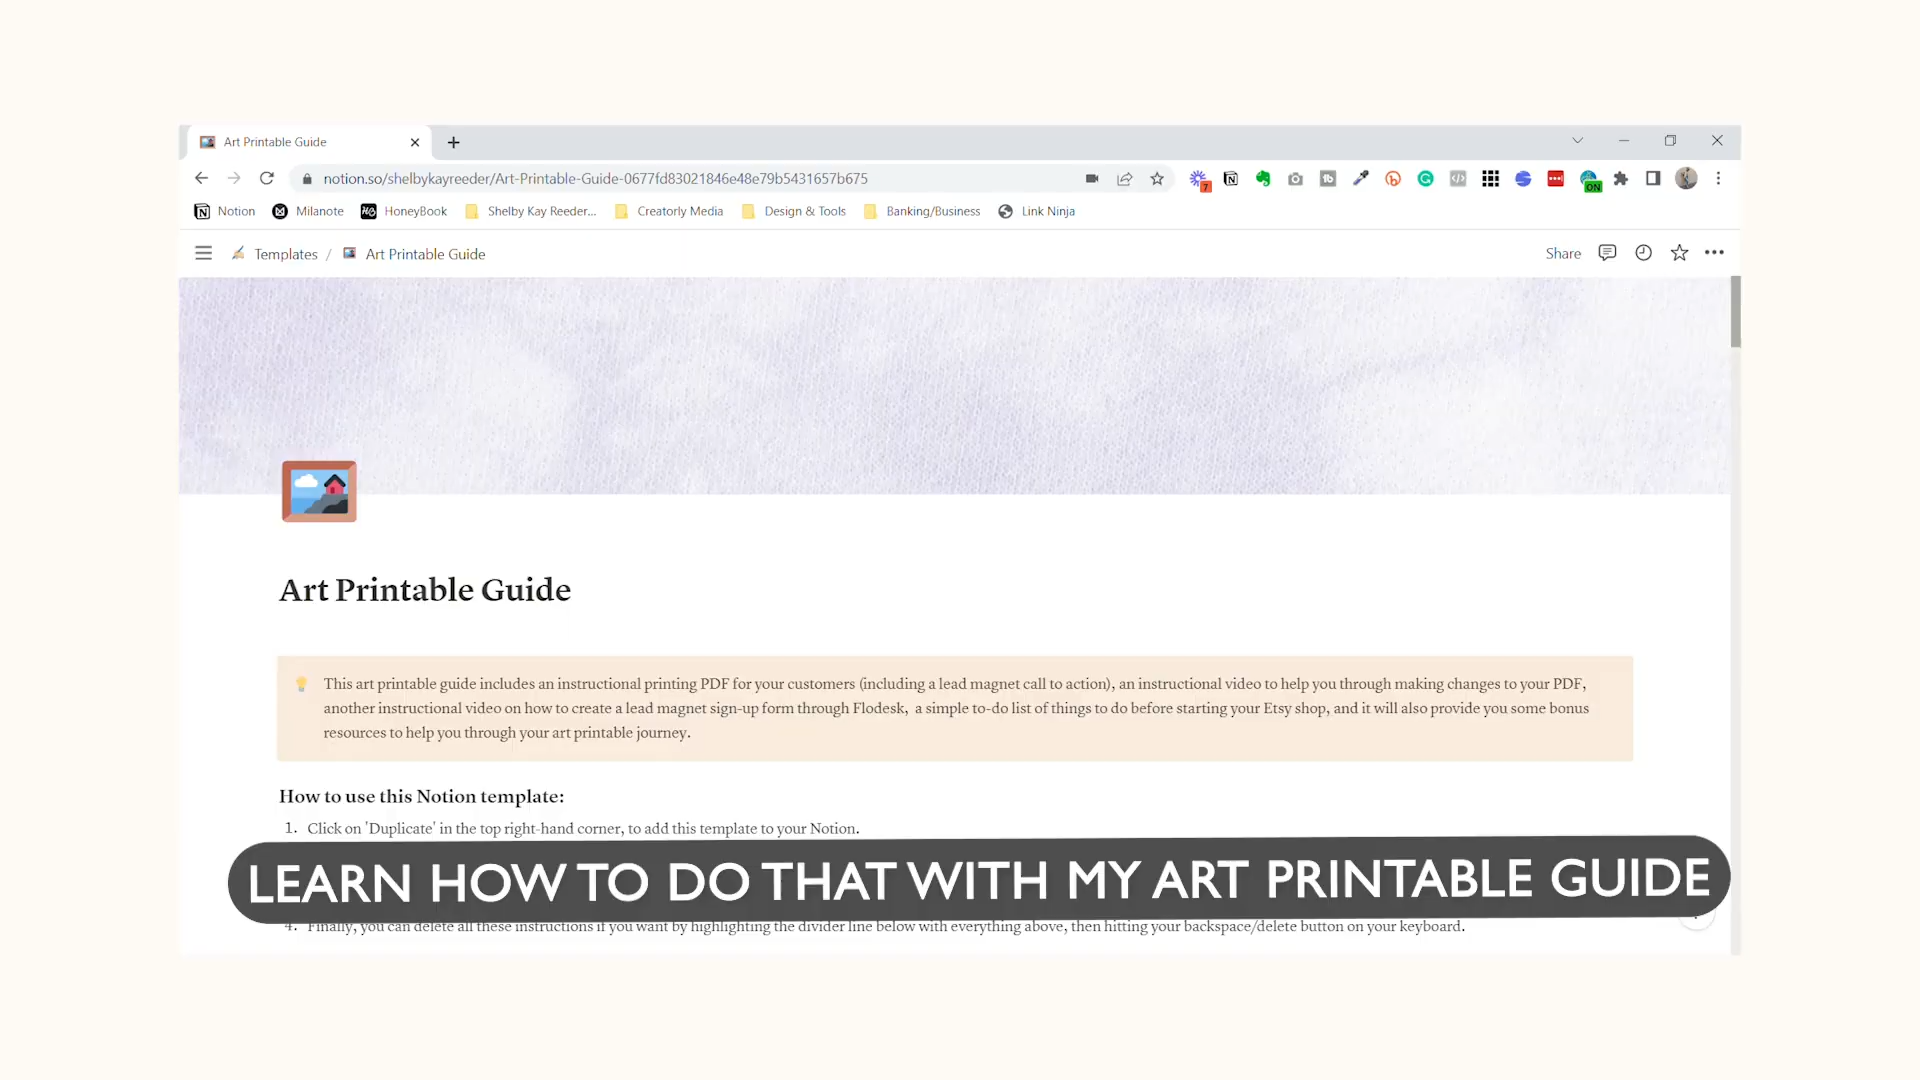 Art Printable Guide
notion.so/shelbykayreeder/Art-Printable-Guide-0677fd83021846e48e79b5431657b675
7
ON
Notion Milanote HoneyBook Shelby Kay Reeder... Creatorly Media Design & Tools Banking/Business Link Ninja
Templates / Art Printable Guide
Share
Art Printable Guide
This art printable guide includes an instructional printing PDF for your customers (including a lead magnet call to action), an instructional video to help you through making changes to your PDF,
another instructional video on how to create a lead magnet sign-up form through Flodesk, a simple to-do list of things to do before starting your Etsy shop, and it will also provide you some bonus
resources to help you through your art printable journey.
How to use this Notion template:
1. Click on 'Duplicate' in the top right-hand corner, to add this template to your Notion.
LEARN HOW TO DO THAT WITH MY ART PRINTABLE GUIDE
4. Finally, you can delete all these instructions if you want by highlighting the divider line below with everything above, then hitting your backspace/delete button on your keyboard.